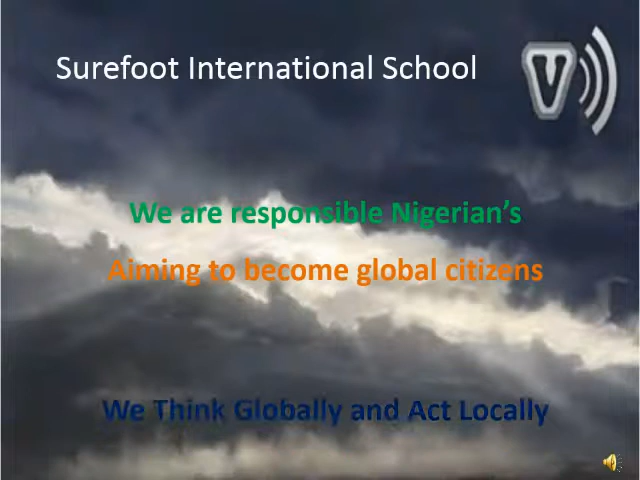 Surefoot International School
V
We are responsible Nigerian's
Aiming to become global citizens
We Think Globally and Act Locally